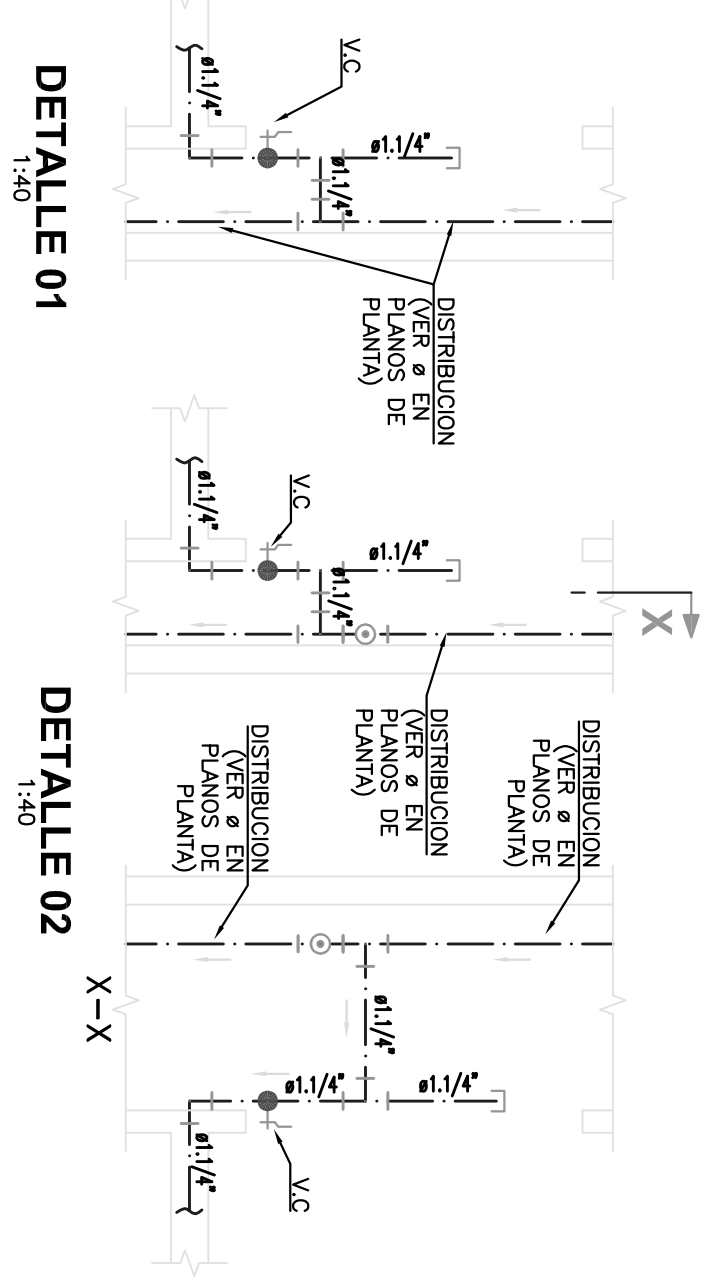 V.C
ø1.1/4"
ø1.1/4"
ø1.1/4"
DISTRIBUCION
(VER ø EN
PLANOS DE
PLANTA)
DETALLE 01
1:40
X
V.C
ø1.1/4"
ø1.1/4"
ø1.1/4"
DISTRIBUCION
(VER ø EN
PLANOS DE
PLANTA)
DISTRIBUCION
(VER ø EN
PLANOS DE
PLANTA)
DISTRIBUCION
(VER ø EN
PLANOS DE
PLANTA)
ø1.1/4"
ø1.1/4"
ø1.1/4"
ø1.1/4"
V.C
DETALLE 02
1:40
X-X